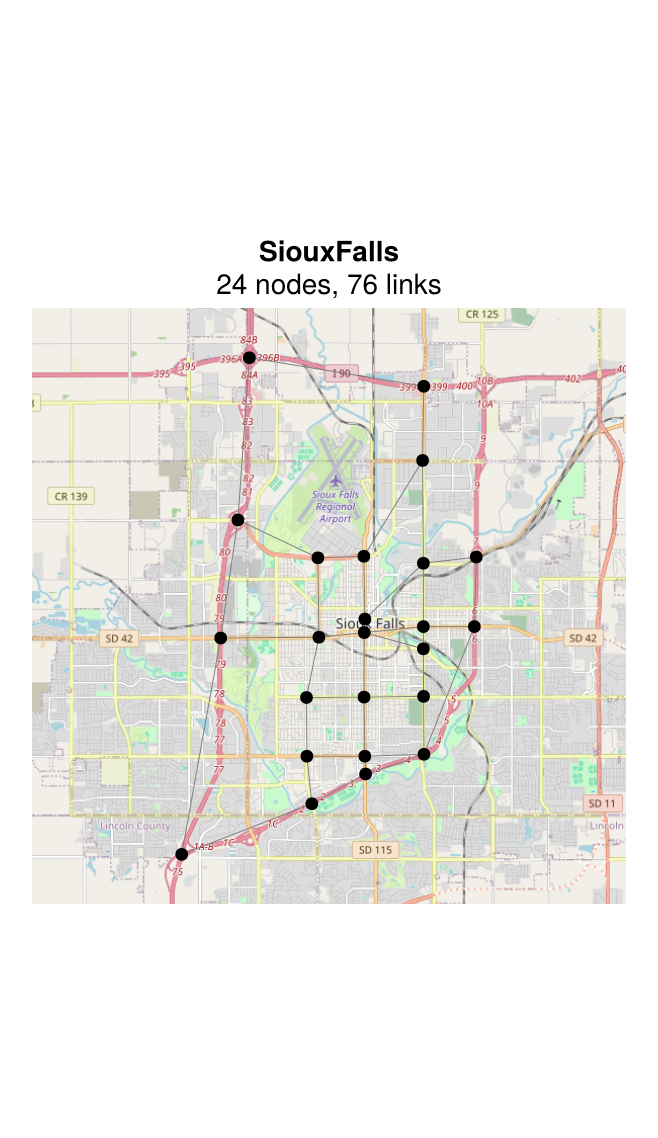 SiouxFalls
24 nodes, 76 links
CR 125
84B
396A
396B
395
395
84A
I 90
399
399
400
10B
402
40
10A
83
83
9
82
CR 139
82
81
9
Sioux Falls
Regional
Airport
80
7
80
79
6
Sioux Falls
SD 42
6
SD 42
79
78
5
5
78
77
4
77
4
3
3
2
2
SD 11
1C
Lincoln County
Lincoln
1A-B
1C
SD 115
75